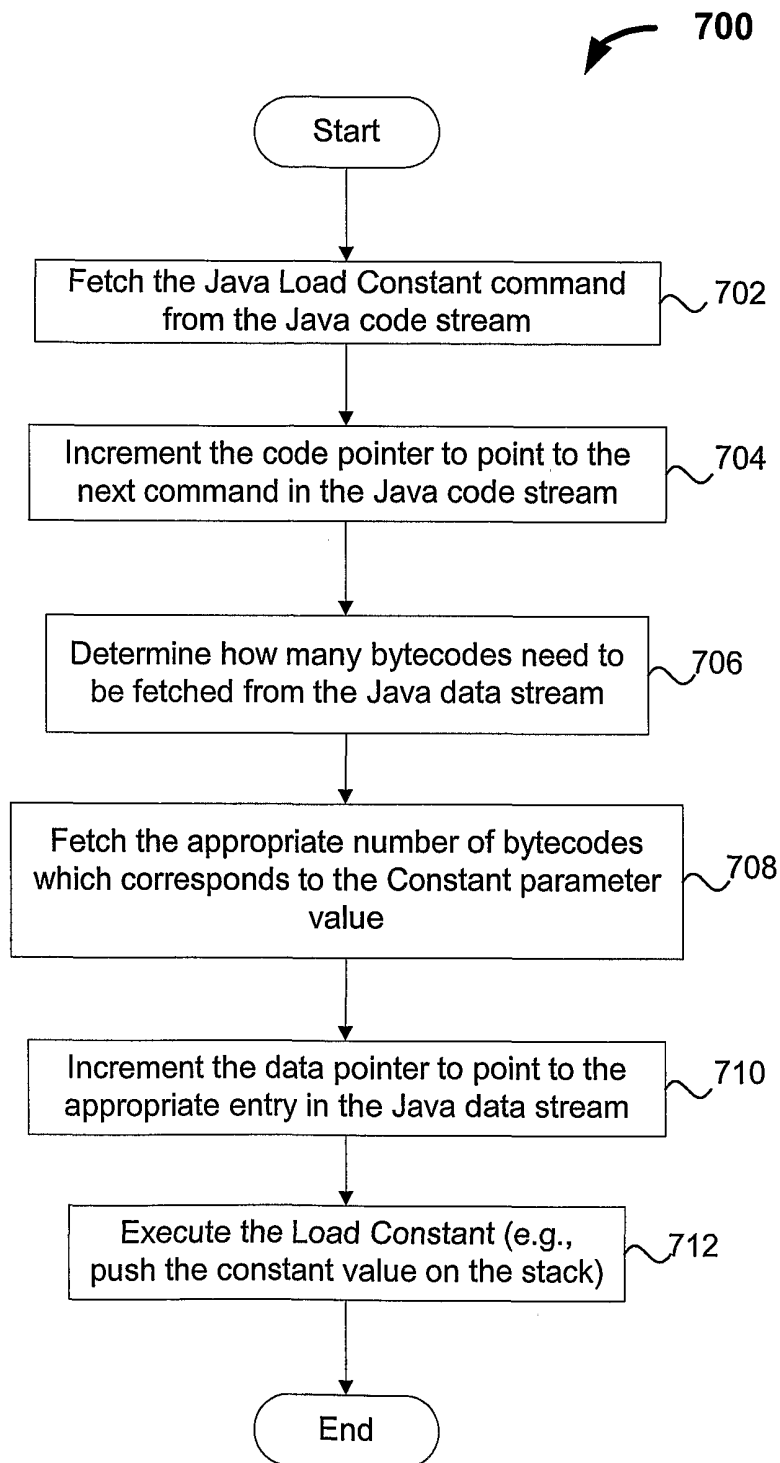 700
Start
Fetch the Java Load Constant command
from the Java code stream
702
Increment the code pointer to point to the
next command in the Java code stream
704
Determine how many bytecodes need to
be fetched from the Java data stream
706
Fetch the appropriate number of bytecodes
which corresponds to the Constant parameter
value
708
Increment the data pointer to point to the
appropriate entry in the Java data stream
710
Execute the Load Constant (e.g.,
push the constant value on the stack)
712
End